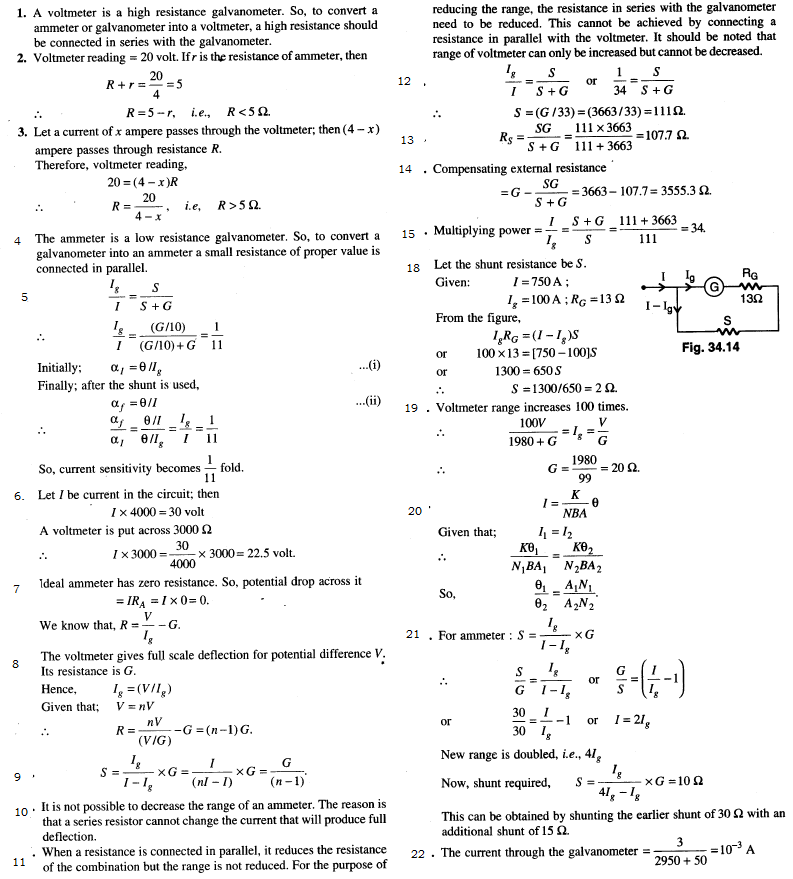 1. A voltmeter is a high resistance galvanometer. So, to convert a
ammeter or galvanometer into a voltmeter, a high resistance should
be connected in series with the galvanometer.
2. Voltmeter reading = 20 volt. If r is the resistance of ammeter, then
R + r = 20/4 = 5
∴ R = 5 − r, i.e., R < 5 Ω.
3. Let a current of x ampere passes through the voltmeter; then (4 − x)
ampere passes through resistance R.
Therefore, voltmeter reading,
20 = (4 − x)R
∴ R = 20/(4 − x), i.e, R > 5 Ω.
4 The ammeter is a low resistance galvanometer. So, to convert a
galvanometer into an ammeter a small resistance of proper value is
connected in parallel.
5 I_g/I = S/(S + G)
∴ I_g/I = (G/10)/((G/10) + G) = 1/11
Initially; α_I = θ/I_g ...(i)
Finally; after the shunt is used,
α_f = θ/I ...(ii)
∴ α_f/α_I = (θ/I)/(θ/I_g) = I_g/I = 1/11
So, current sensitivity becomes 1/11 fold.
6. Let I be current in the circuit; then
I × 4000 = 30 volt
A voltmeter is put across 3000 Ω
∴ I × 3000 = 30/4000 × 3000 = 22.5 volt.
7 Ideal ammeter has zero resistance. So, potential drop across it
= IR_A = I × 0 = 0.
We know that, R = V/I_g − G.
8 The voltmeter gives full scale deflection for potential difference V.
Its resistance is G.
Hence, I_g = (V/I_g)
Given that; V = nV
∴ R = nV/(V/G) − G = (n − 1) G.
9 . S = I_g/(I − I_g) × G = I/(nI − I) × G = G/(n − 1).
10 . It is not possible to decrease the range of an ammeter. The reason is
that a series resistor cannot change the current that will produce full
deflection.
11 . When a resistance is connected in parallel, it reduces the resistance
of the combination but the range is not reduced. For the purpose of
reducing the range, the resistance in series with the galvanometer
need to be reduced. This cannot be achieved by connecting a
resistance in parallel with the voltmeter. It should be noted that
range of voltmeter can only be increased but cannot be decreased.
12 . I_g/I = S/(S + G) or 1/34 = S/(S + G)
∴ S = (G/33) = (3663/33) = 111Ω.
13 . R_S = SG/(S + G) = (111 × 3663)/(111 + 3663) = 107.7 Ω.
14 . Compensating external resistance
= G − SG/(S + G) = 3663 − 107.7 = 3555.3 Ω.
15 . Multiplying power = I/I_g = (S + G)/S = (111 + 3663)/111 = 34.
18 Let the shunt resistance be S.
Given: I = 750 A ;
I_g = 100 A ; R_G = 13 Ω
From the figure,
I_gR_G = (I − I_g)S
or 100 × 13 = [750 − 100]S
or 1300 = 650 S
∴ S = 1300/650 = 2 Ω.
I Ig G RG
13Ω
I − Ig
S
Fig. 34.14
19 . Voltmeter range increases 100 times.
∴ 100V/(1980 + G) = I_g = V/G
∴ G = 1980/99 = 20 Ω.
20 . I = K/NBA θ
Given that; I₁ = I₂
∴ Kθ₁/N₁BA₁ = Kθ₂/N₂BA₂
So, θ₁/θ₂ = A₁N₁/A₂N₂.
21 . For ammeter : S = I_g/(I − I_g) × G
∴ S/G = I_g/(I − I_g) or G/S = (I/I_g − 1)
or 30/30 = I/I_g − 1 or I = 2I_g
New range is doubled, i.e., 4I_g
Now, shunt required, S = I_g/(4I_g − I_g) × G = 10 Ω
This can be obtained by shunting the earlier shunt of 30 Ω with an
additional shunt of 15 Ω.
22 . The current through the galvanometer = 3/(2950 + 50) = 10⁻³ A